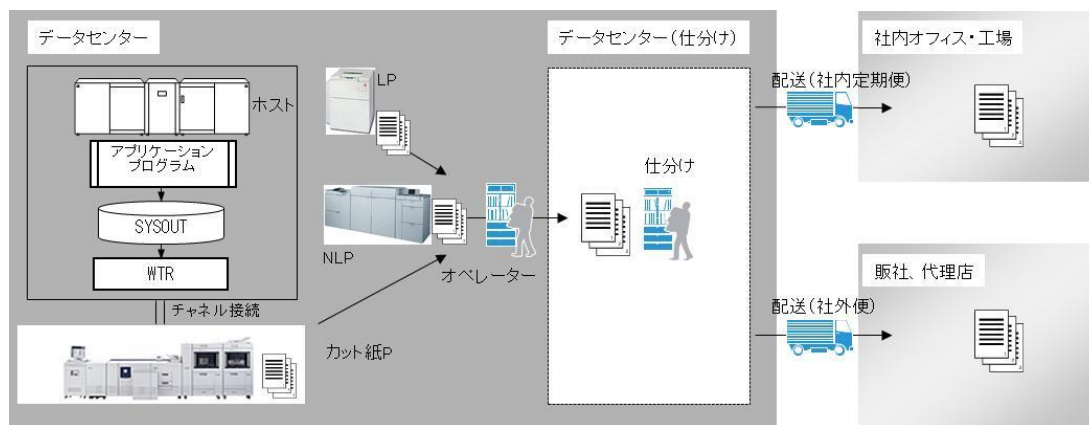 データセンター
ホスト
アプリケーション
プログラム
SYSOUT
WTR
チャネル接続
LP
NLP
カット紙P
オペレーター
データセンター(仕分け)
仕分け
配送(社内定期便)
配送(社外便)
社内オフィス・工場
販社、代理店